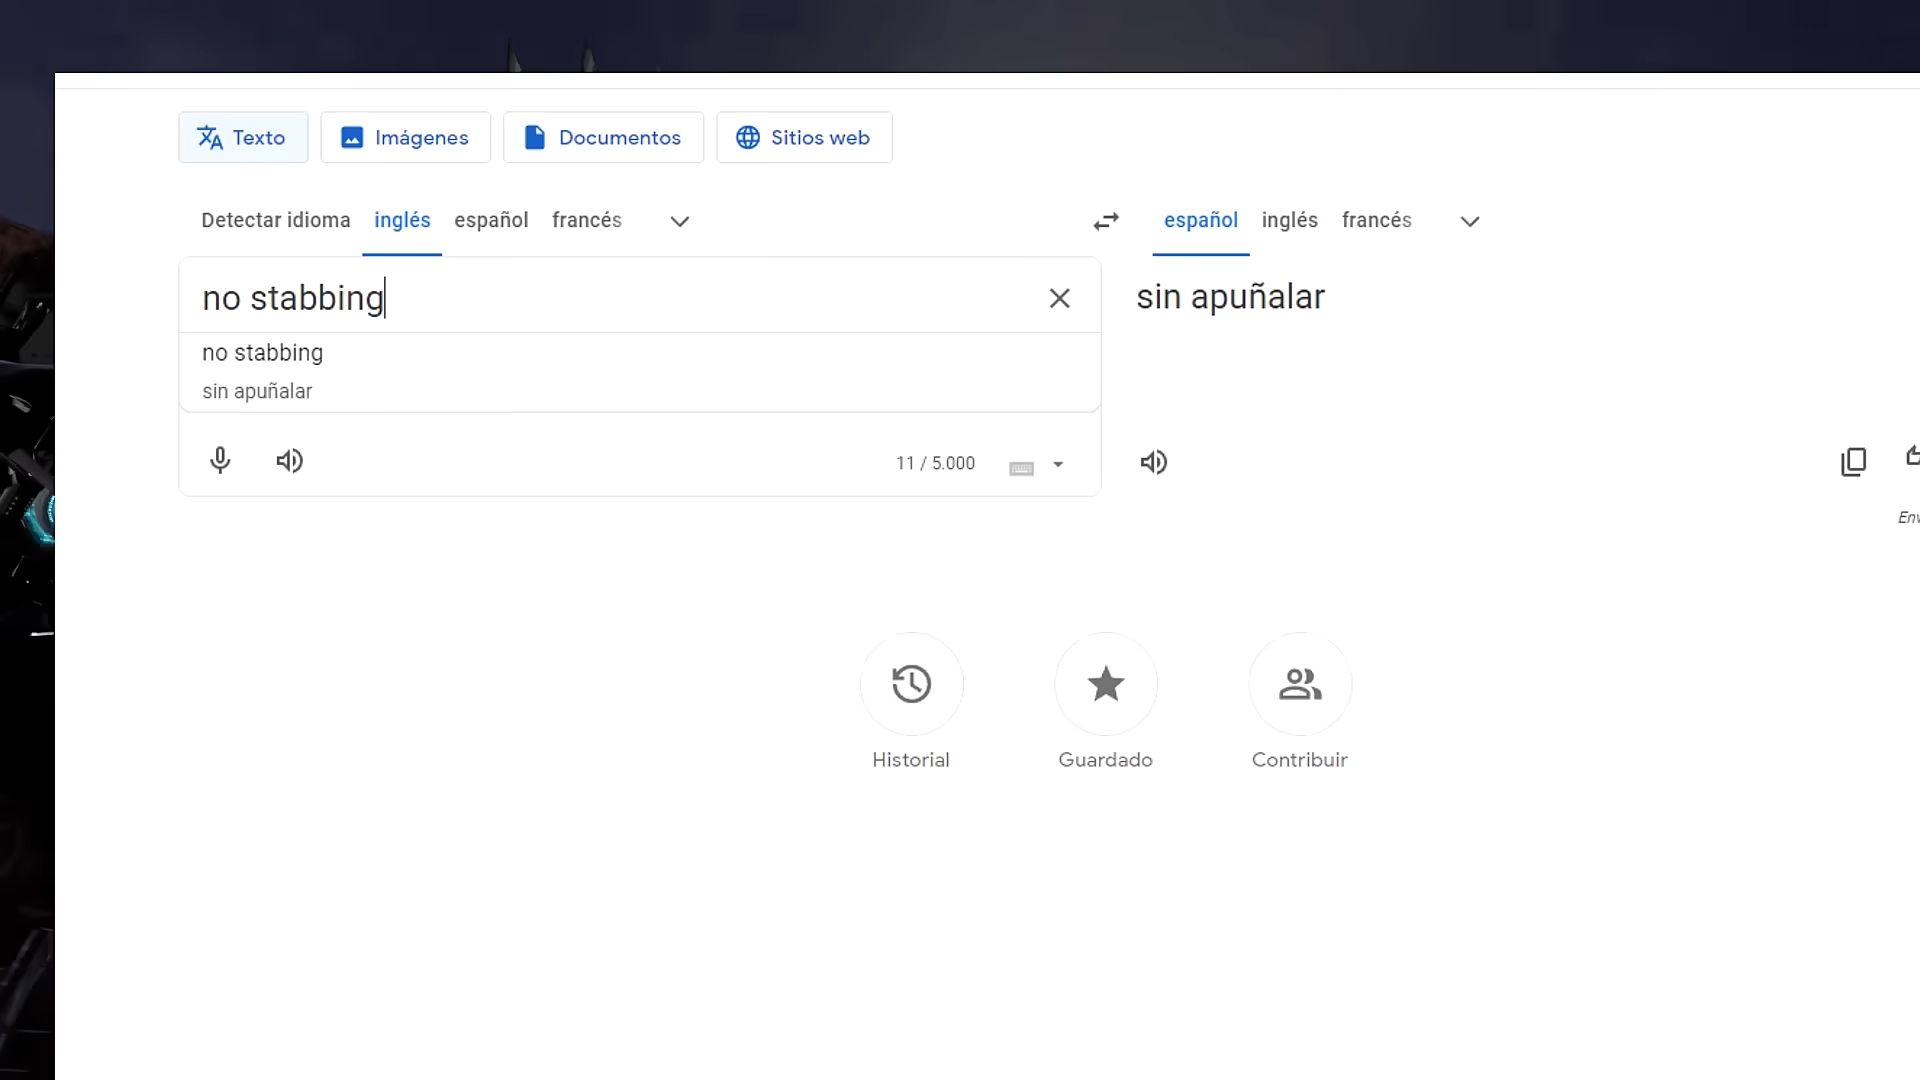 Texto Imágenes Documentos Sitios web
Detectar idioma inglés español francés español inglés francés
no stabbing
sin apuñalar
no stabbing
sin apuñalar
11 / 5.000
Historial Guardado Contribuir